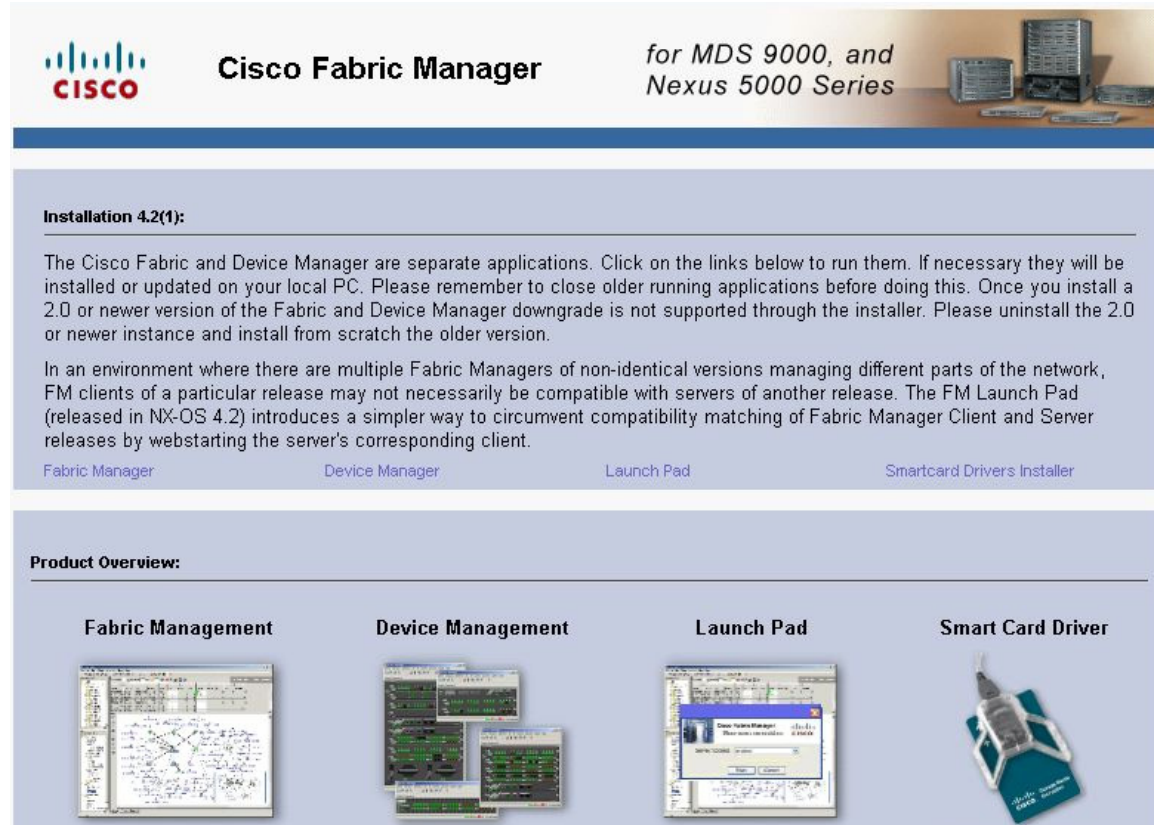 CISCO
Cisco Fabric Manager
for MDS 9000, and
Nexus 5000 Series
Installation 4.2(1):
The Cisco Fabric and Device Manager are separate applications. Click on the links below to run them. If necessary they will be
installed or updated on your local PC. Please remember to close older running applications before doing this. Once you install a
2.0 or newer version of the Fabric and Device Manager downgrade is not supported through the installer. Please uninstall the 2.0
or newer instance and install from scratch the older version.
In an environment where there are multiple Fabric Managers of non-identical versions managing different parts of the network,
FM clients of a particular release may not necessarily be compatible with servers of another release. The FM Launch Pad
(released in NX-OS 4.2) introduces a simpler way to circumvent compatibility matching of Fabric Manager Client and Server
releases by webstarting the server's corresponding client.
Fabric Manager Device Manager Launch Pad Smartcard Drivers Installer
Product Overview:
Fabric Management Device Management Launch Pad Smart Card Driver
Cisco Fabric Manager
CISCO